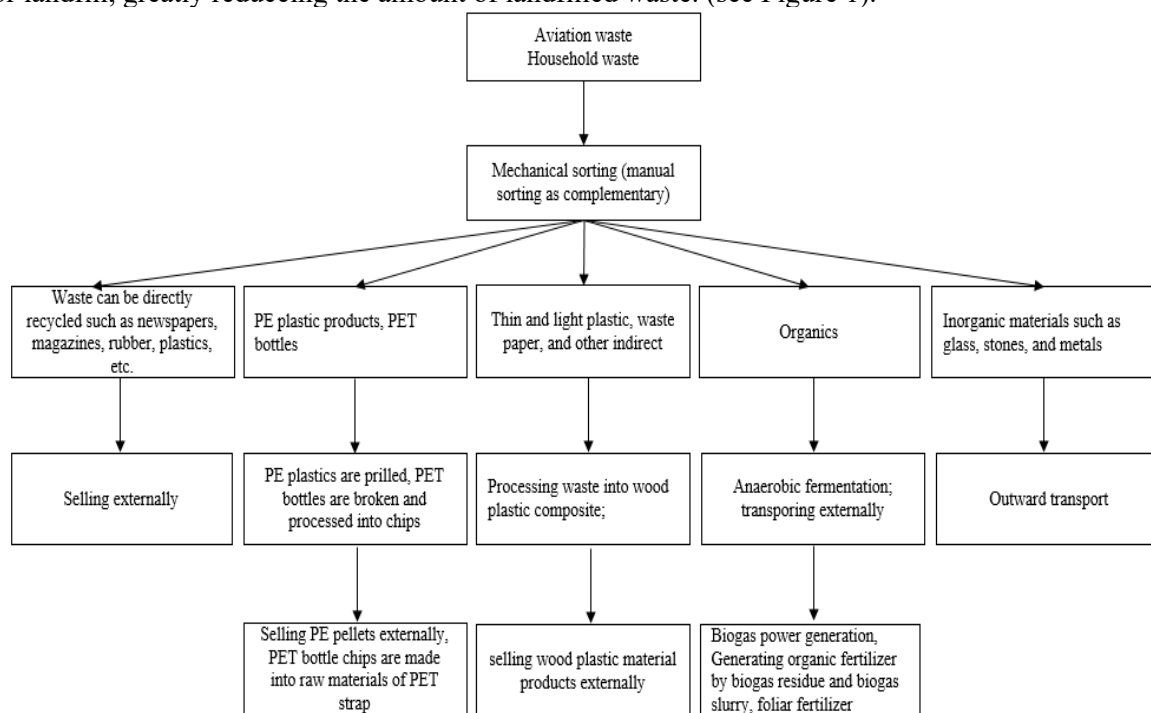 or landfill, greatly reducing the amount of landfilled waste. (see Figure 1).
Aviation waste
Household waste
Mechanical sorting (manual
sorting as complementary)
Waste can be directly
recycled such as newspapers,
magazines, rubber, plastics,
etc.
PE plastic products, PET
bottles
Thin and light plastic, waste
paper, and other indirect
Organics
Inorganic materials such as
glass, stones, and metals
Selling externally
PE plastics are prilled, PET
bottles are broken and
processed into chips
Processing waste into wood
plastic composite;
Anaerobic fermentation;
transporing externally
Outward transport
Selling PE pellets externally,
PET bottle chips are made
into raw materials of PET
strap
selling wood plastic material
products externally
Biogas power generation,
Generating organic fertilizer
by biogas residue and biogas
slurry, foliar fertilizer